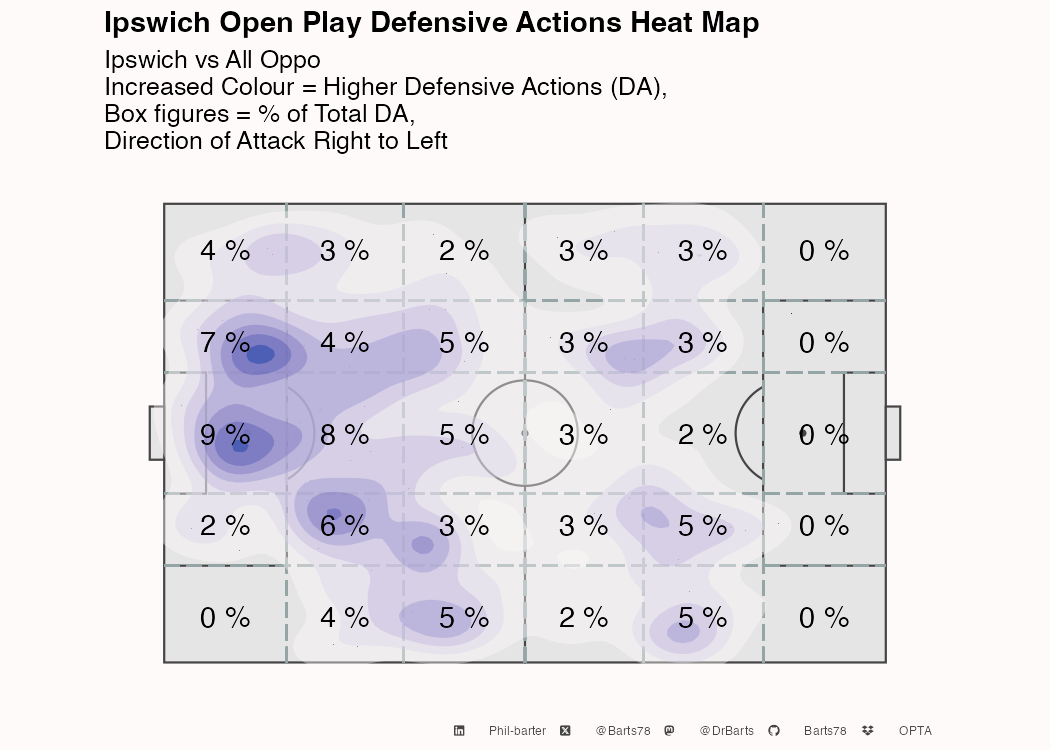 Ipswich Open Play Defensive Actions Heat Map
Ipswich vs All Oppo
Increased Colour = Higher Defensive Actions (DA),
Box figures = % of Total DA,
Direction of Attack Right to Left
4 % 3 % 2 % 3 % 3 % 0 %
7 % 4 % 5 % 3 % 3 % 0 %
9 % 8 % 5 % 3 % 2 % 0 %
2 % 6 % 3 % 3 % 5 % 0 %
0 % 4 % 5 % 2 % 5 % 0 %
Phil-barter @Barts78 @DrBarts Barts78 OPTA